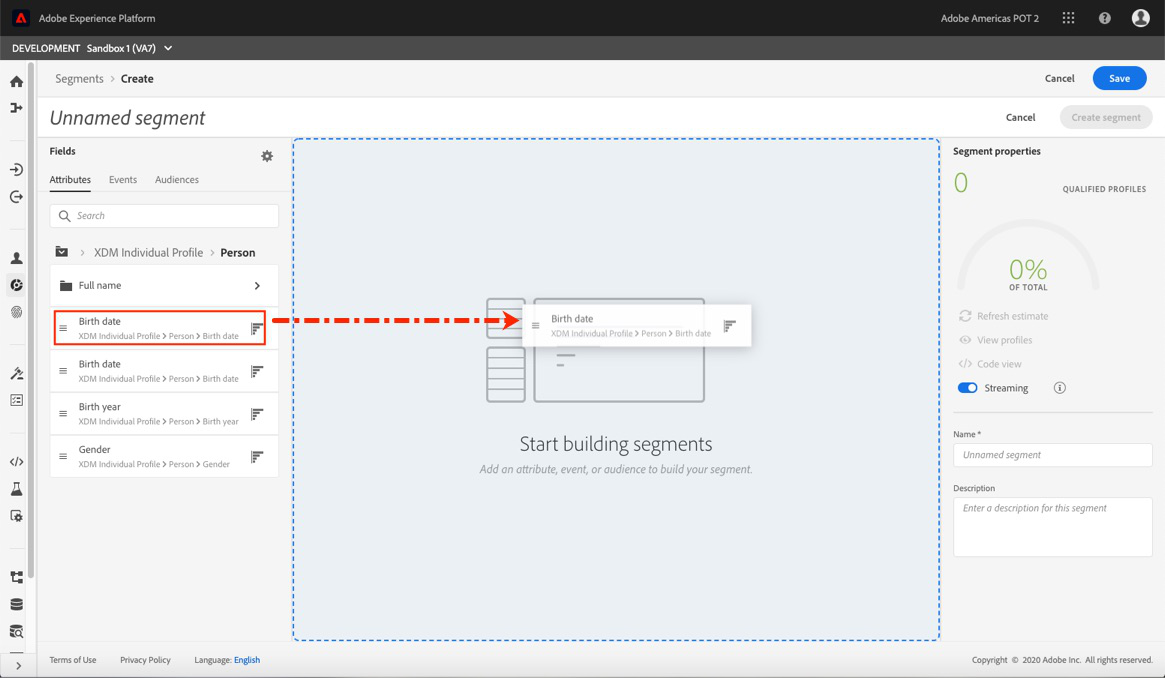 Adobe Experience Platform
Adobe Americas POT 2
DEVELOPMENT Sandbox 1 (VA7)
Segments > Create
Cancel
Save
Unnamed segment
Cancel
Create segment
Fields
Attributes
Events
Audiences
Search
> XDM Individual Profile > Person
Full name
Birth date
XDM Individual Profile > Person > Birth date
Birth date
XDM Individual Profile > Person > Birth date
Birth year
XDM Individual Profile > Person > Birth year
Gender
XDM Individual Profile > Person > Gender
Birth date
XDM Individual Profile > Person > Birth date
Start building segments
Add an attribute, event, or audience to build your segment.
Segment properties
0
QUALIFIED PROFILES
0%
OF TOTAL
Refresh estimate
View profiles
</> Code view
Streaming
Name *
Unnamed segment
Description
Enter a description for this segment
Terms of Use
Privacy Policy
Language: English
Copyright © 2020 Adobe Inc. All rights reserved.